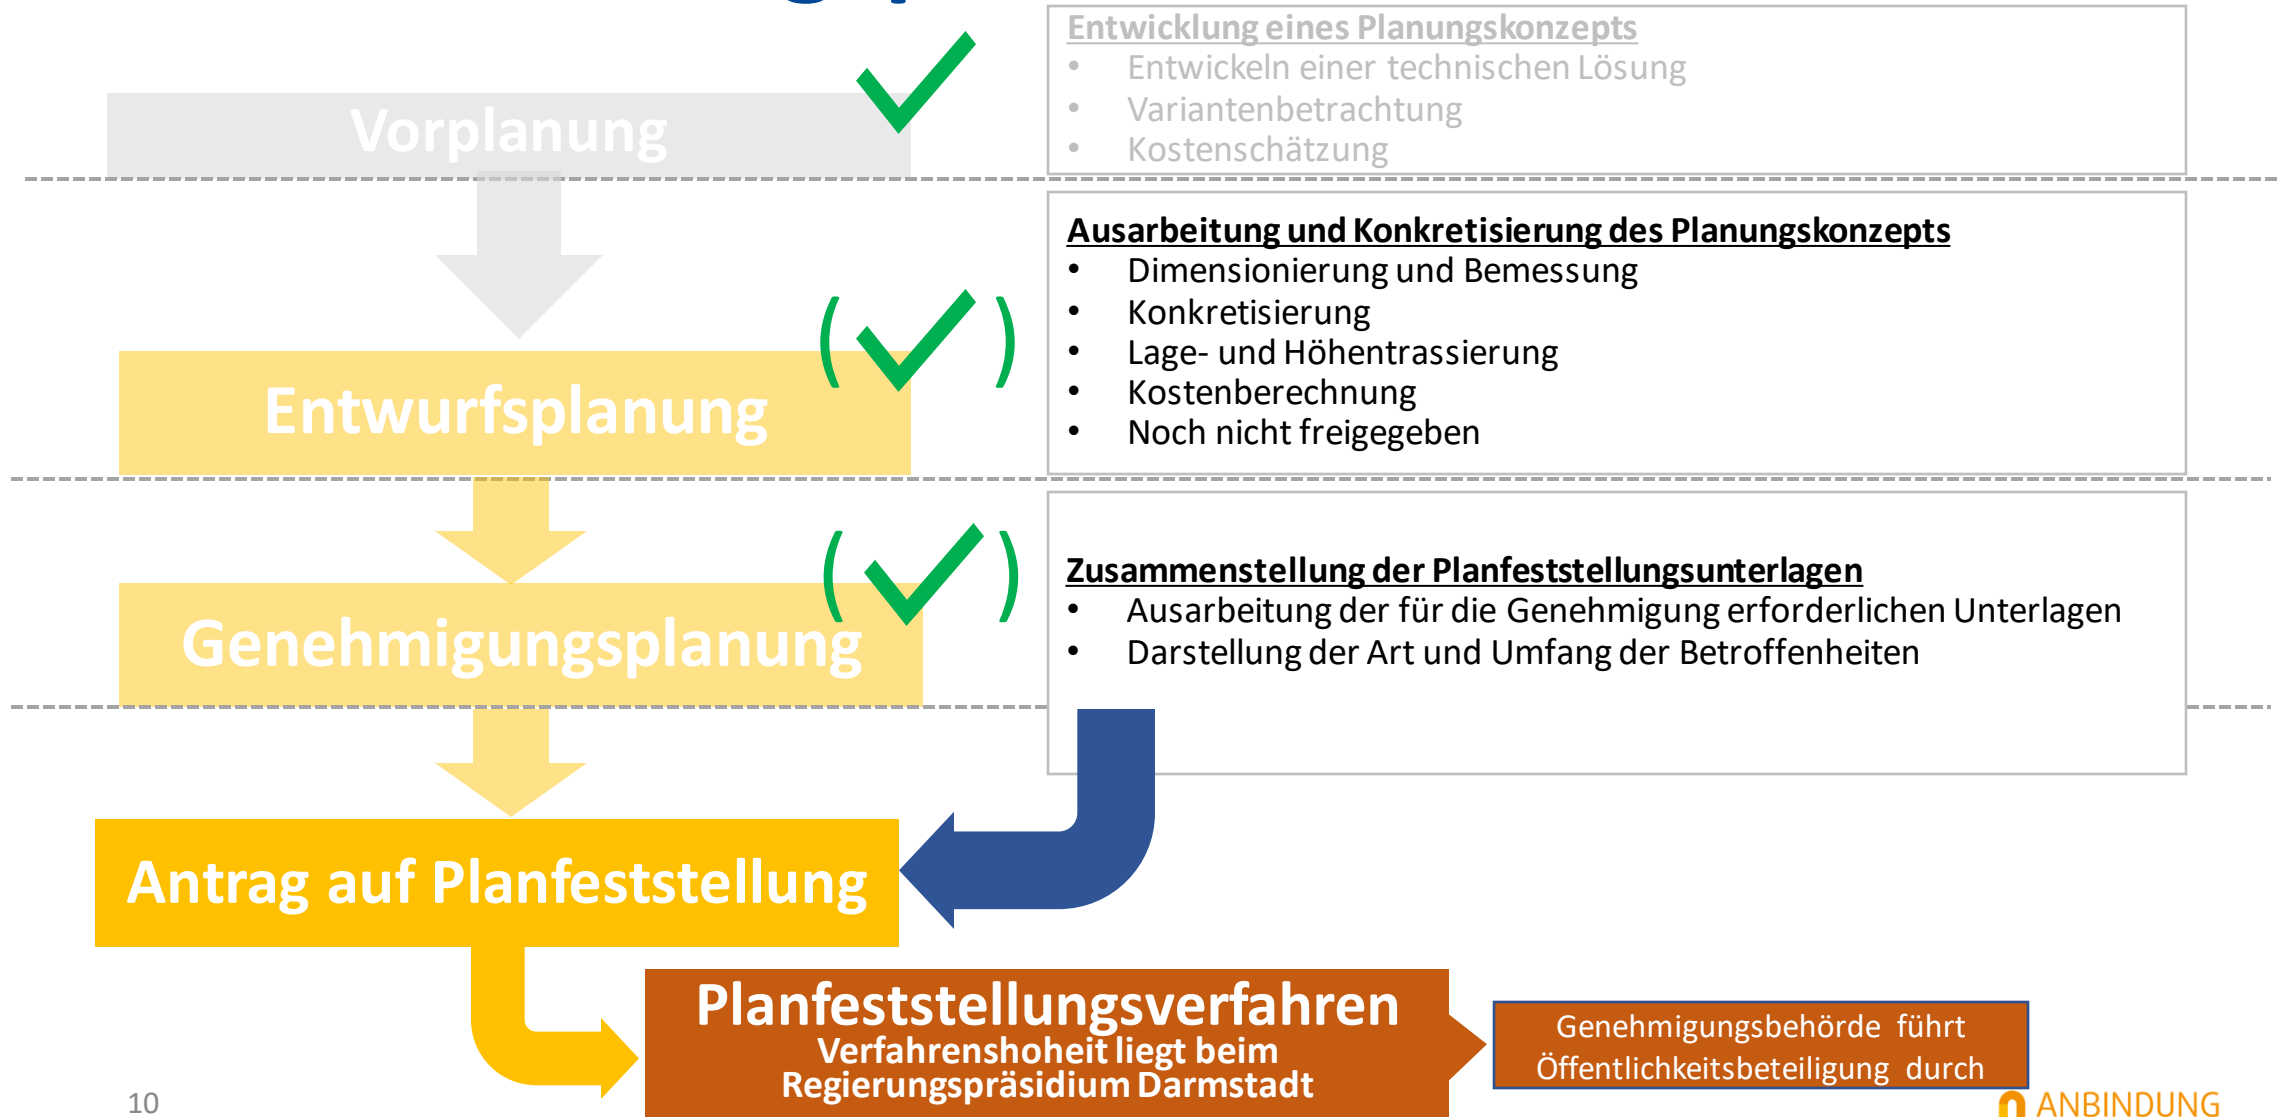 Entwicklung eines Planungskonzepts
• Entwickeln einer technischen Lösung
• Variantenbetrachtung
• Kostenschätzung
Vorplanung
Ausarbeitung und Konkretisierung des Planungskonzepts
• Dimensionierung und Bemessung
• Konkretisierung
• Lage- und Höhentrassierung
• Kostenberechnung
• Noch nicht freigegeben
( )
Entwurfsplanung
Zusammenstellung der Planfeststellungsunterlagen
• Ausarbeitung der für die Genehmigung erforderlichen Unterlagen
• Darstellung der Art und Umfang der Betroffenheiten
( )
Genehmigungsplanung
Antrag auf Planfeststellung
Planfeststellungsverfahren
Verfahrenshoheit liegt beim
Regierungspräsidium Darmstadt
Genehmigungsbehörde führt
Öffentlichkeitsbeteiligung durch
10
ANBINDUNG